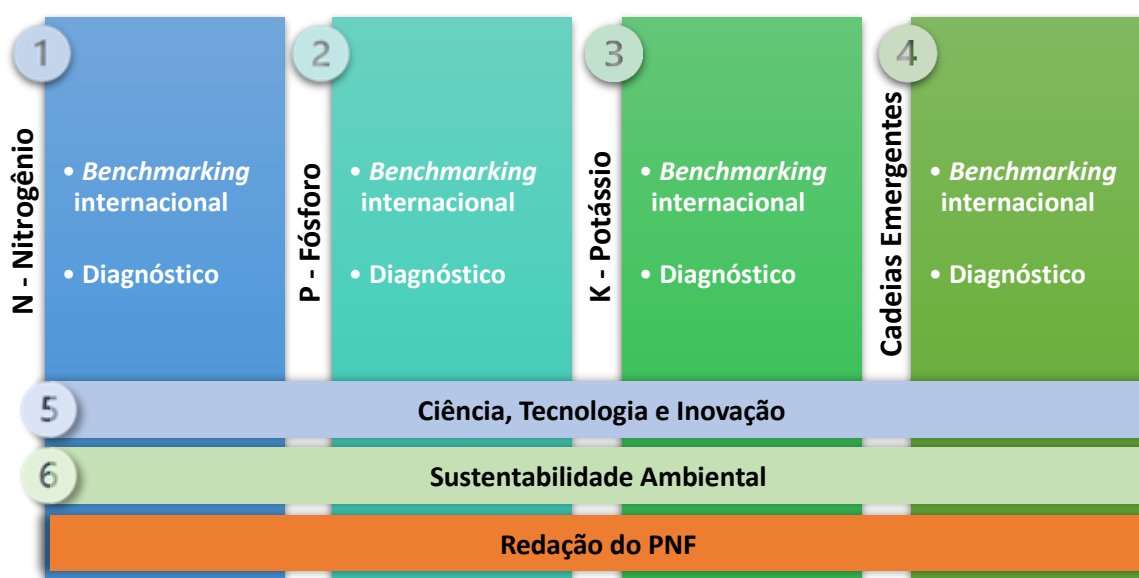 1
N - Nitrogênio
• Benchmarking
internacional
• Diagnóstico
2
P - Fósforo
• Benchmarking
internacional
• Diagnóstico
3
K - Potássio
• Benchmarking
internacional
• Diagnóstico
4
Cadeias Emergentes
• Benchmarking
internacional
• Diagnóstico
5
Ciência, Tecnologia e Inovação
6
Sustentabilidade Ambiental
Redação do PNF